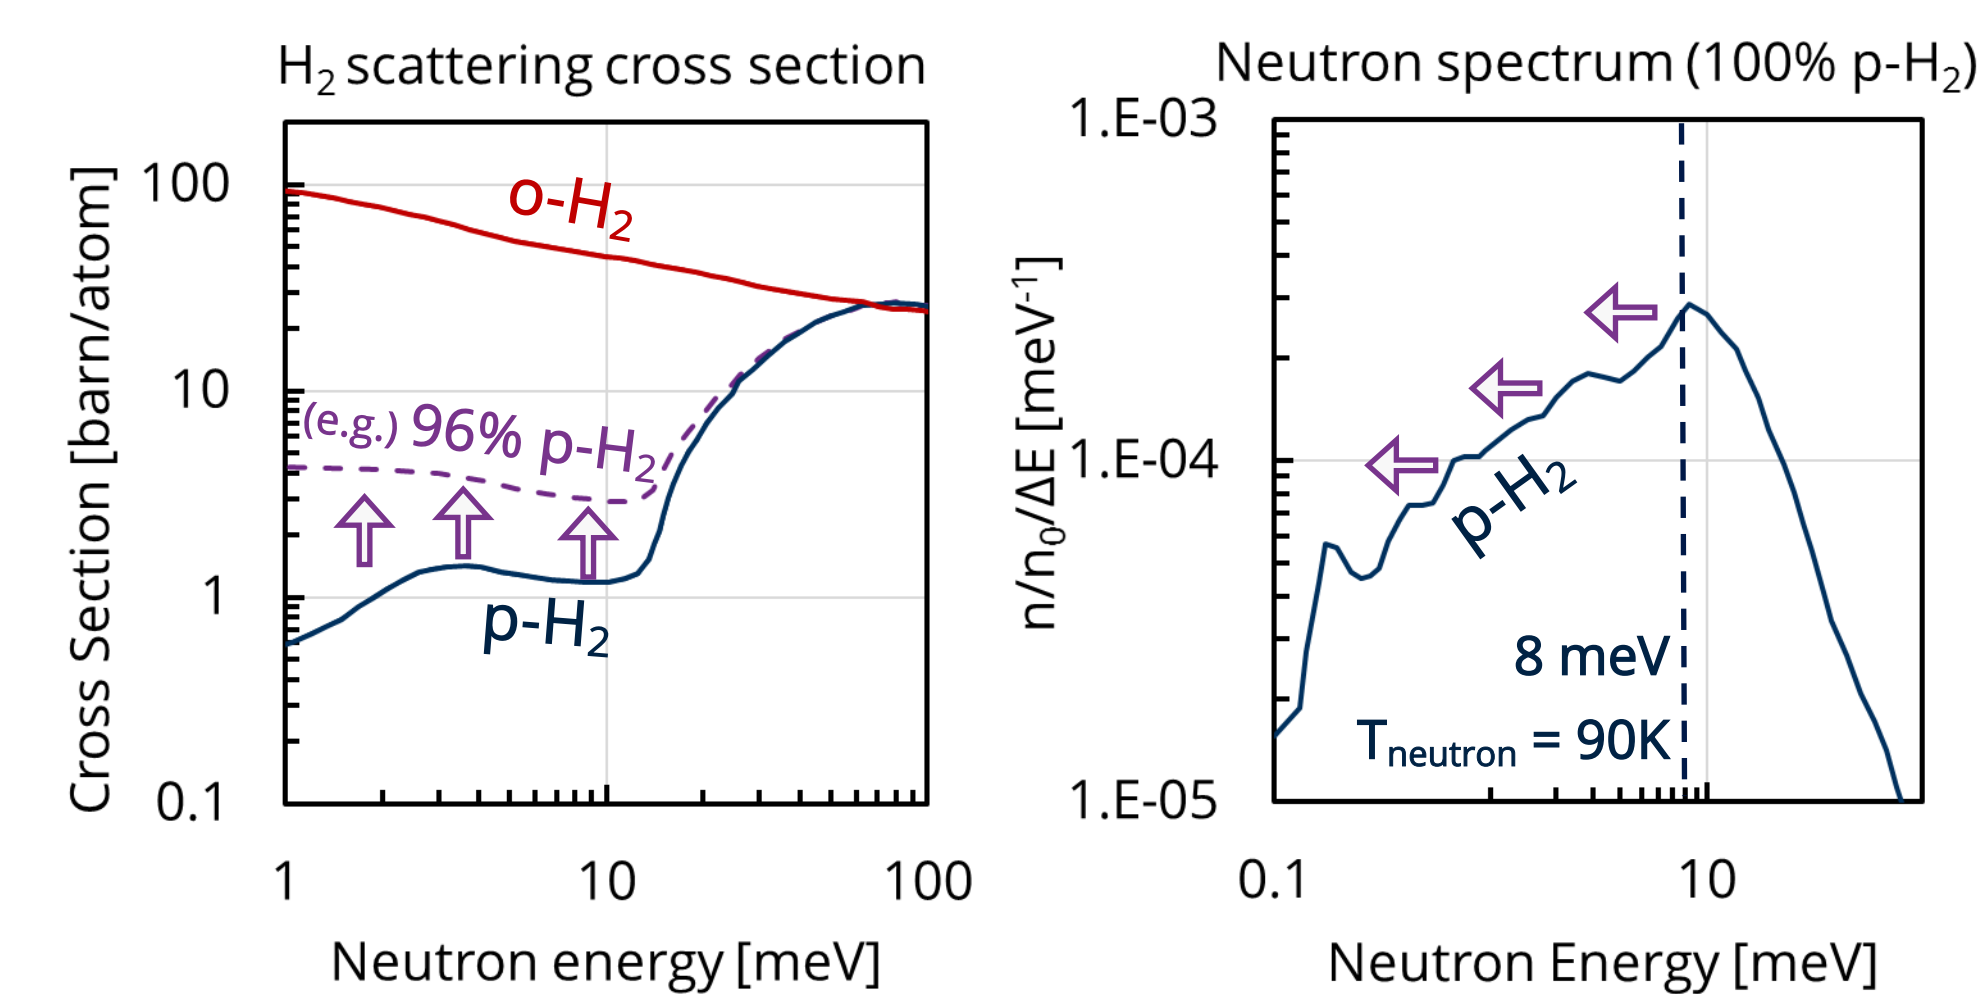 H₂ scattering cross section
Cross Section [barn/atom]
100
10
1
0.1
o-H₂
(e.g.) 96% p-H₂
p-H₂
1 10 100
Neutron energy [meV]
Neutron spectrum (100% p-H₂)
n/n₀/ΔE [meV⁻¹]
1.E-03
1.E-04
1.E-05
p-H₂
8 meV
Tneutron = 90K
0.1 10
Neutron Energy [meV]